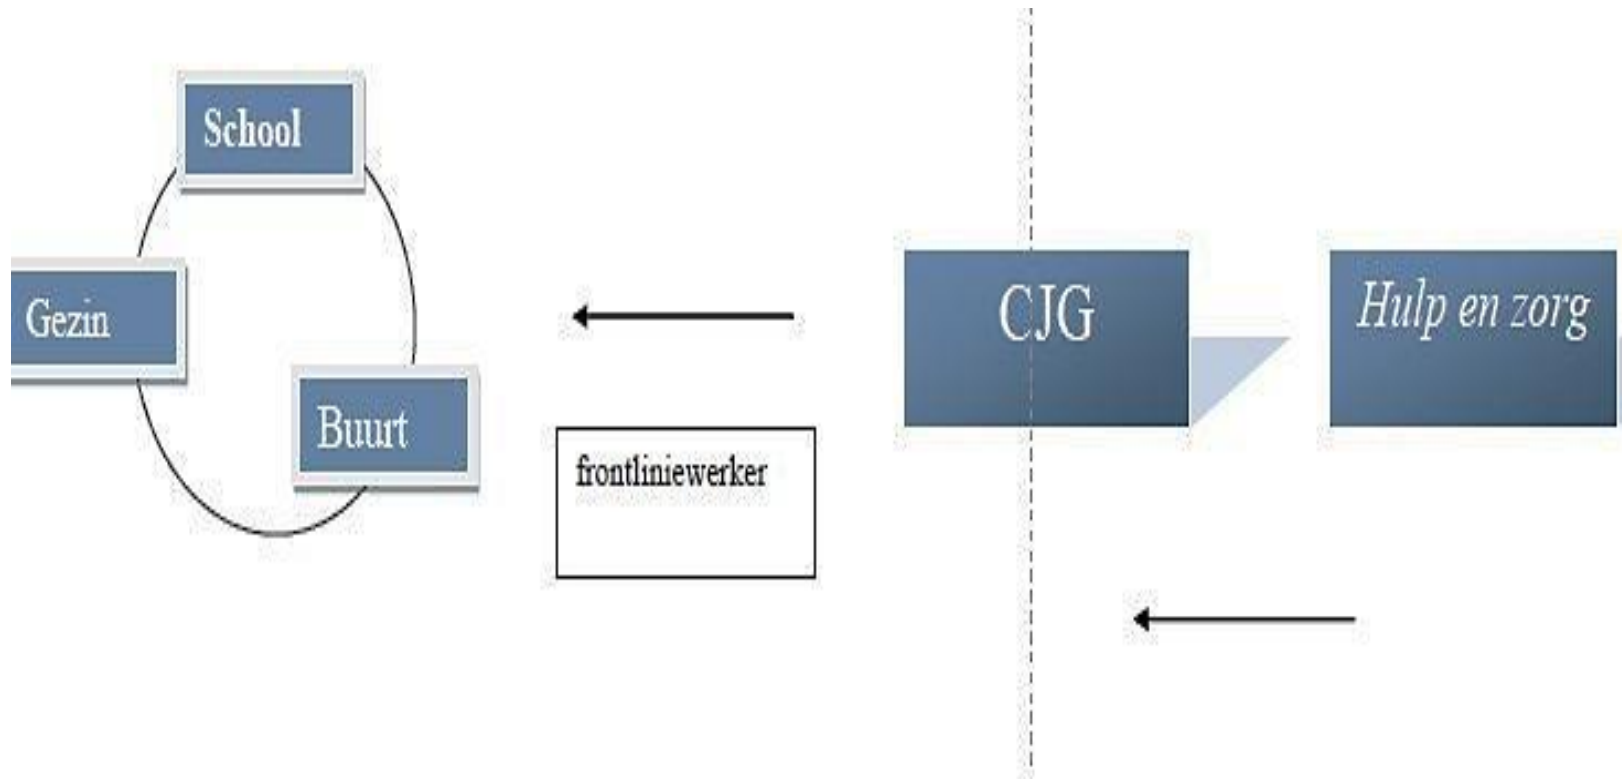 School
Gezin
Buurt
frontliniewerker
CJG
Hulp en zorg